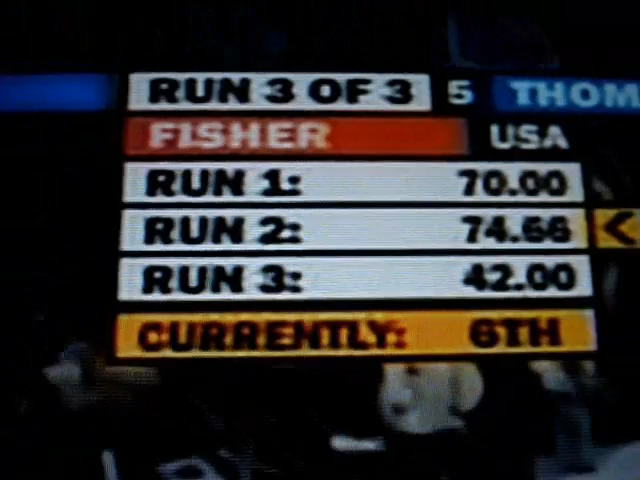 RUN 3 OF 3 5 THOM
FISHER USA
RUN 1: 70.00
RUN 2: 74.66 <
RUN 3: 42.00
CURRENTLY: 6TH